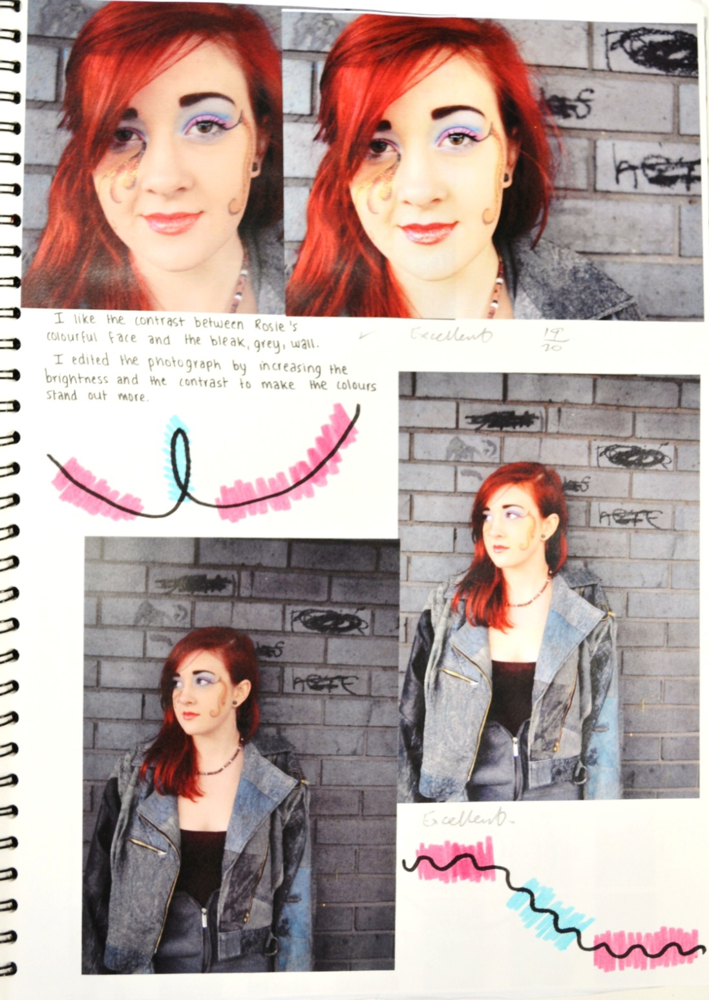 I like the contrast between Rosie's
colourful face and the bleak, grey, wall.
I edited the photograph by increasing the
brightness and the contrast to make the colours
stand out more.
✓ Excellent 19/20
Excellent.